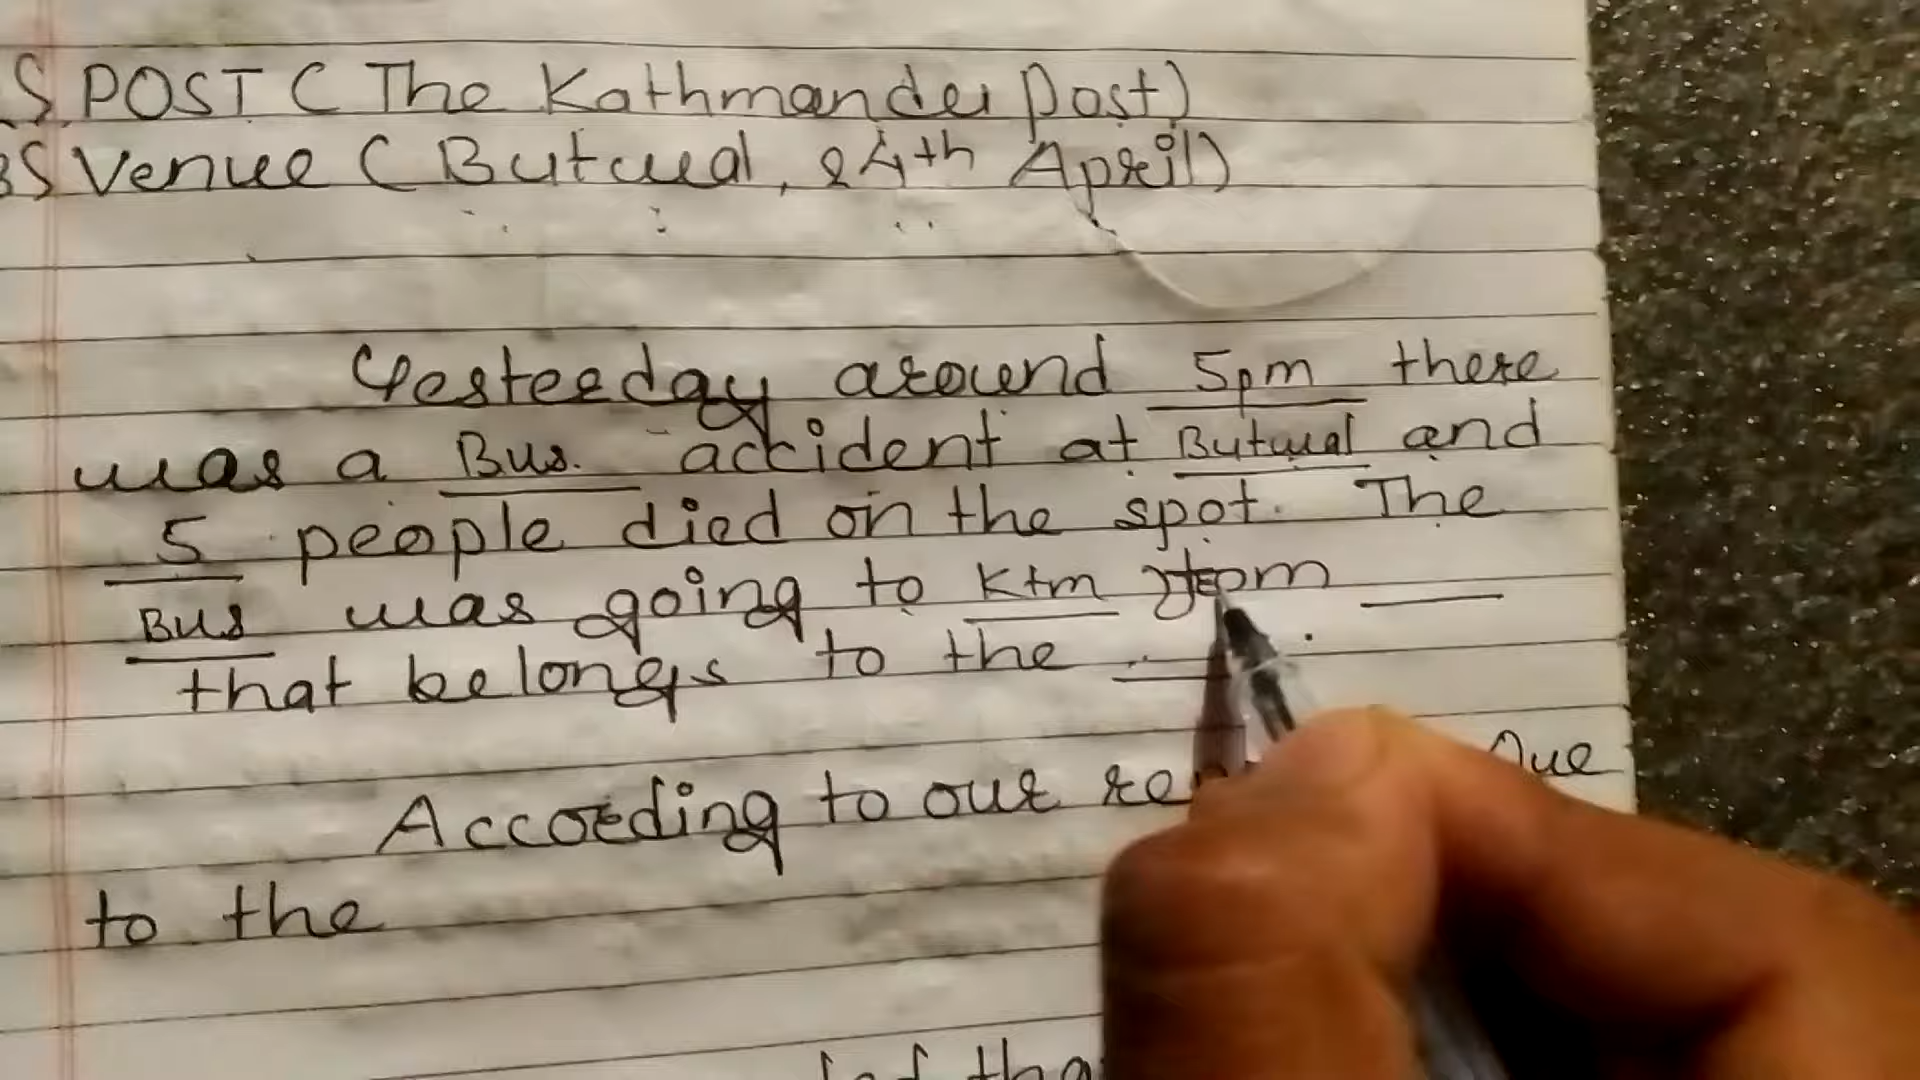 S POST ( The Kathmandu Post)
S Venue ( Butwal, 24th April)
Yesterday around 5pm there
was a Bus. accident at Butwal and
5 people died on the spot. The
Bus was going to Ktm from ___
that belongs to the ___.
According to our
to the